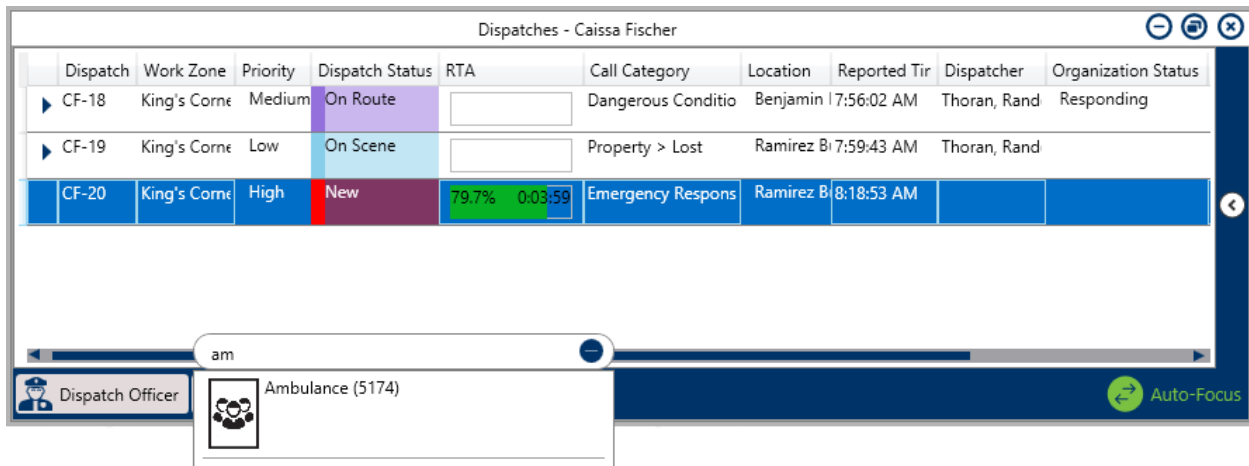 Dispatches - Caissa Fischer
Dispatch Work Zone Priority Dispatch Status RTA Call Category Location Reported Tir Dispatcher Organization Status
CF-18 King's Corne Medium On Route Dangerous Conditio Benjamin 7:56:02 AM Thoran, Rand Responding
CF-19 King's Corne Low On Scene Property > Lost Ramirez B 7:59:43 AM Thoran, Rand
CF-20 King's Corne High New 79.7% 0:03:59 Emergency Respons Ramirez B 8:18:53 AM
am
Dispatch Officer Auto-Focus
Ambulance (5174)